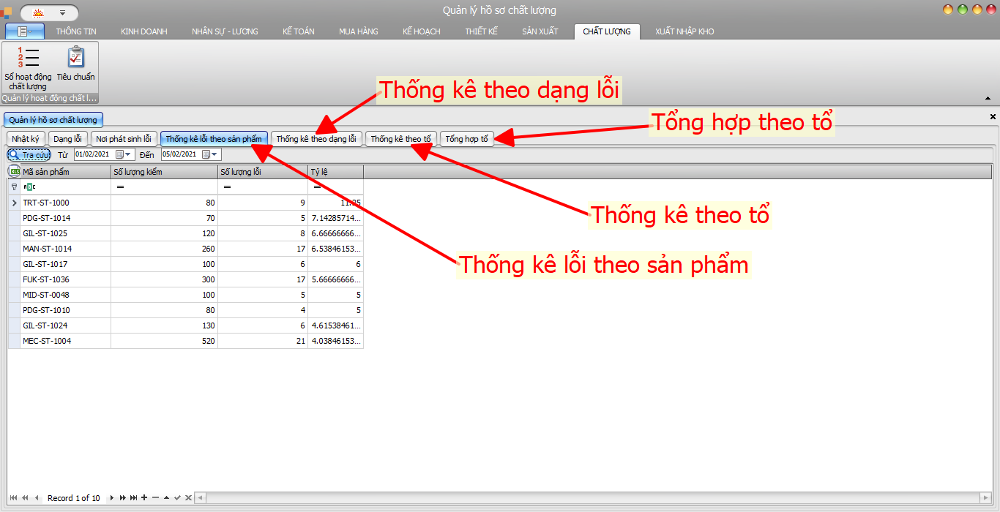 Quản lý hồ sơ chất lượng
THÔNG TIN KINH DOANH NHÂN SỰ - LƯƠNG KẾ TOÁN MUA HÀNG KẾ HOẠCH THIẾT KẾ SẢN XUẤT CHẤT LƯỢNG XUẤT NHẬP KHO
1
2
3
Sổ hoạt động chất lượng
Tiêu chuẩn
Quản lý hoạt động chất l...
Thống kê theo dạng lỗi
Quản lý hồ sơ chất lượng
Tổng hợp theo tổ
Nhật ký Dạng lỗi Nơi phát sinh lỗi Thống kê lỗi theo sản phẩm Thống kê theo dạng lỗi Thống kê theo tổ Tổng hợp tổ
Tra cứu Từ 01/02/2021 Đến 05/02/2021
XLS Mã sản phẩm Số lượng kiểm Số lượng lỗi Tỷ lệ
ABC = = =
TRT-ST-1000 80 9 11.25
PDG-ST-1014 70 5 7.14285714...
GIL-ST-1025 120 8 6.66666666...
MAN-ST-1014 260 17 6.53846153...
GIL-ST-1017 100 6 6
FUK-ST-1036 300 17 5.66666666...
MID-ST-0048 100 5 5
PDG-ST-1010 80 4 5
GIL-ST-1024 130 6 4.61538461...
MEC-ST-1004 520 21 4.03846153...
Thống kê theo tổ
Thống kê lỗi theo sản phẩm
Record 1 of 10